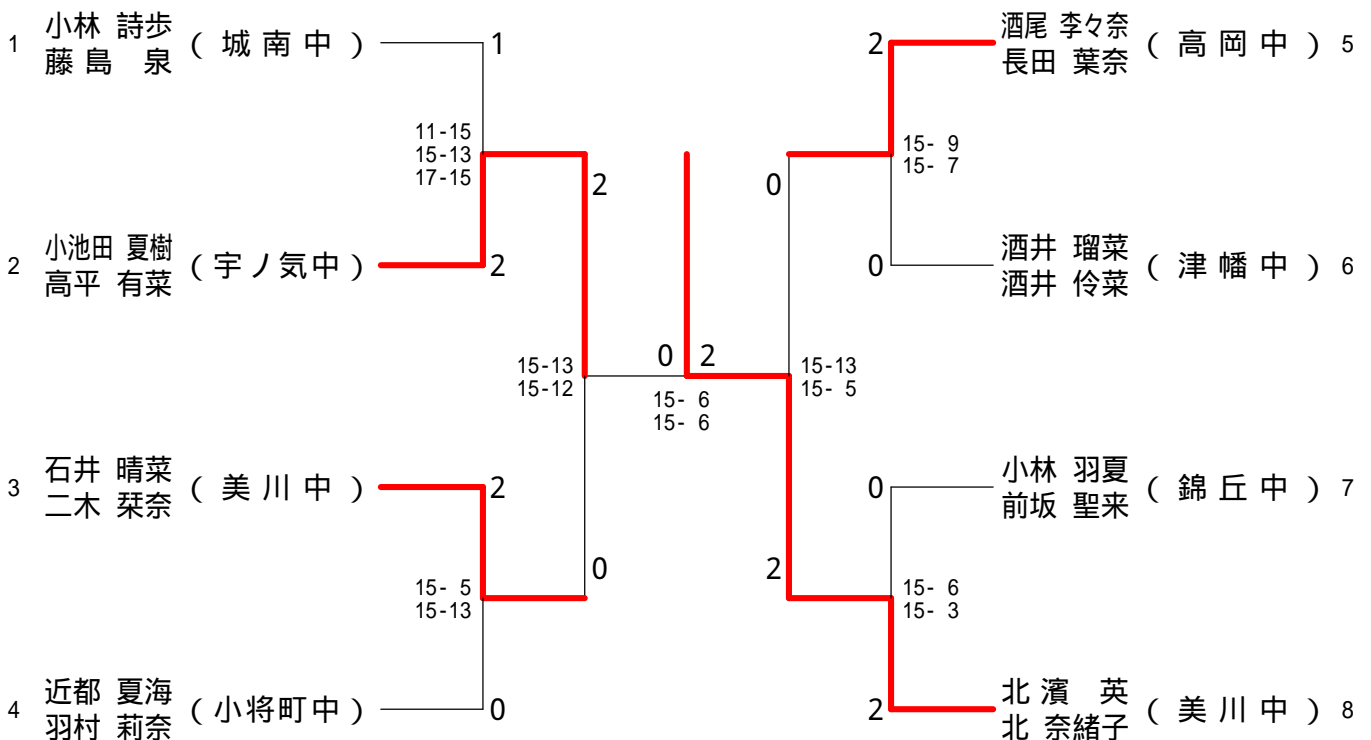 1 小林 詩歩 藤島 泉 (城南中) 1
11-15
15-13
17-15
2
2 小池田 夏樹 高平 有菜 (宇ノ気中) 2
15-13
15-12
3 石井 晴菜 二木 栞奈 (美川中) 2
15- 5
15-13
0
4 近都 夏海 羽村 莉奈 (小将町中) 0
0 2
15- 6
15- 6
2 酒尾 李々奈 長田 葉奈 (高岡中) 5
0
15- 9
15- 7
0 酒井 瑠菜 酒井 伶菜 (津幡中) 6
15-13
15- 5
0 小林 羽夏 前坂 聖来 (錦丘中) 7
2
15- 6
15- 3
2 北濱 英 北 奈緒子 (美川中) 8